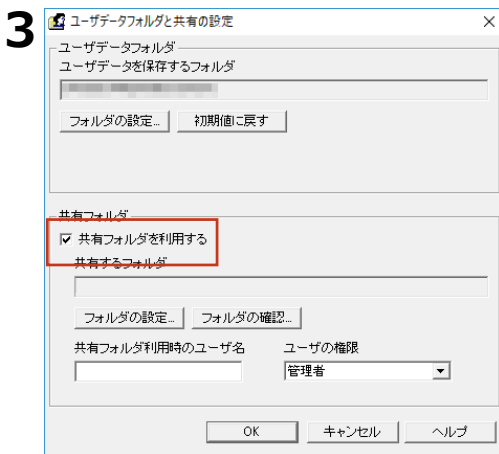 3
ユーザデータフォルダと共有の設定
ユーザデータフォルダ
ユーザデータを保存するフォルダ
フォルダの設定...
初期値に戻す
共有フォルダ
共有フォルダを利用する
共有するフォルダ
フォルダの設定...
フォルダの確認...
共有フォルダ利用時のユーザ名
ユーザの権限
管理者
OK
キャンセル
ヘルプ